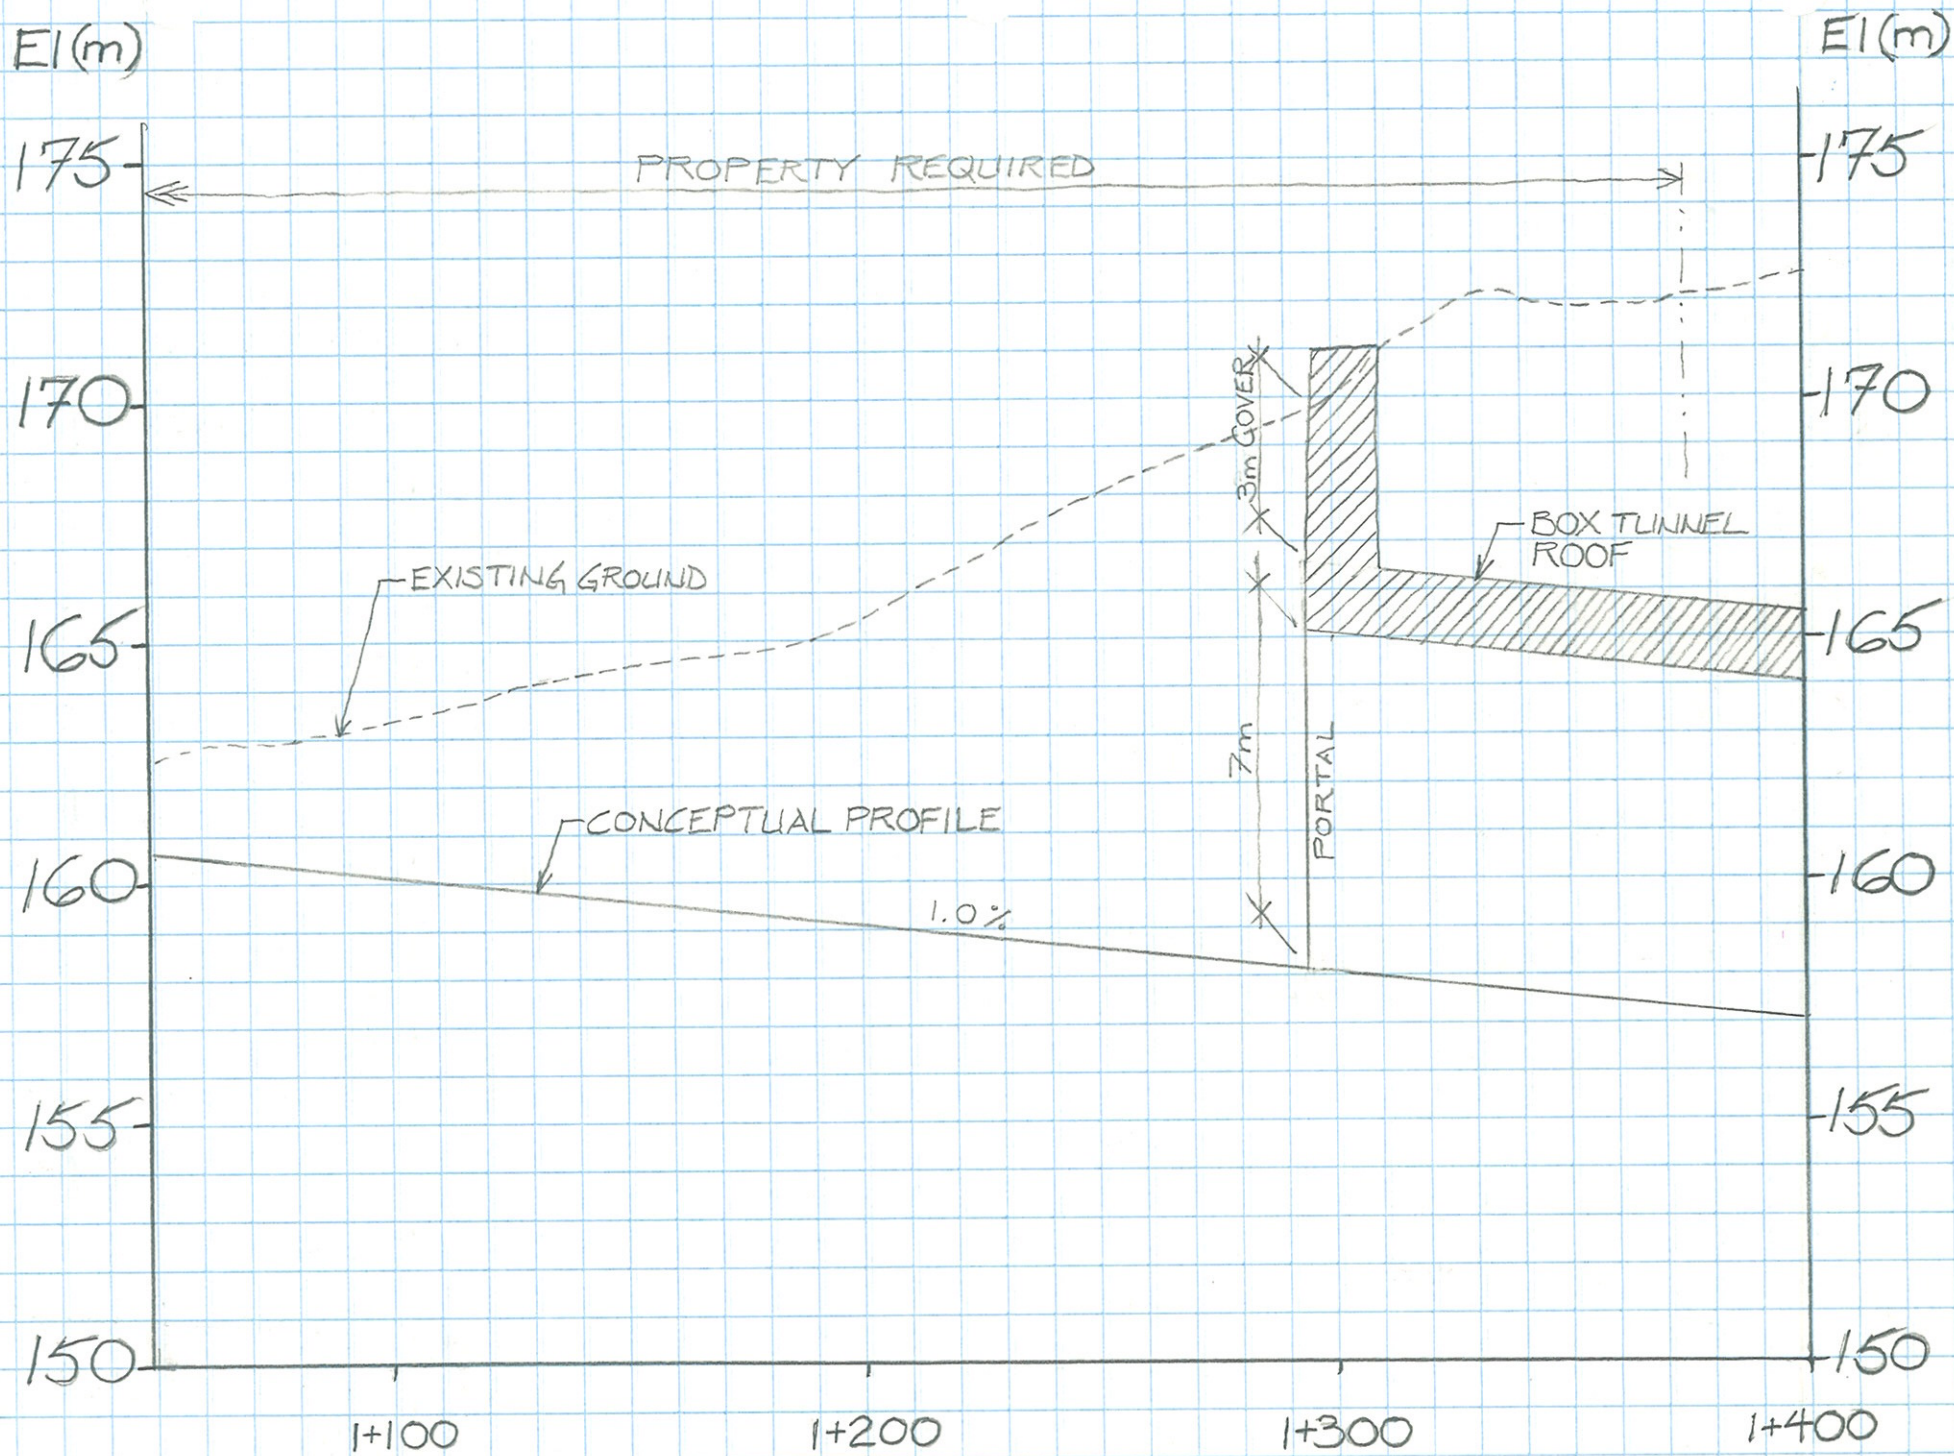 El(m)
El(m)
175
PROPERTY REQUIRED
175
170
3m COVER
170
BOX TUNNEL
ROOF
EXISTING GROUND
165
165
7m
PORTAL
CONCEPTUAL PROFILE
160
1.0%
160
155
155
150
150
1+100
1+200
1+300
1+400